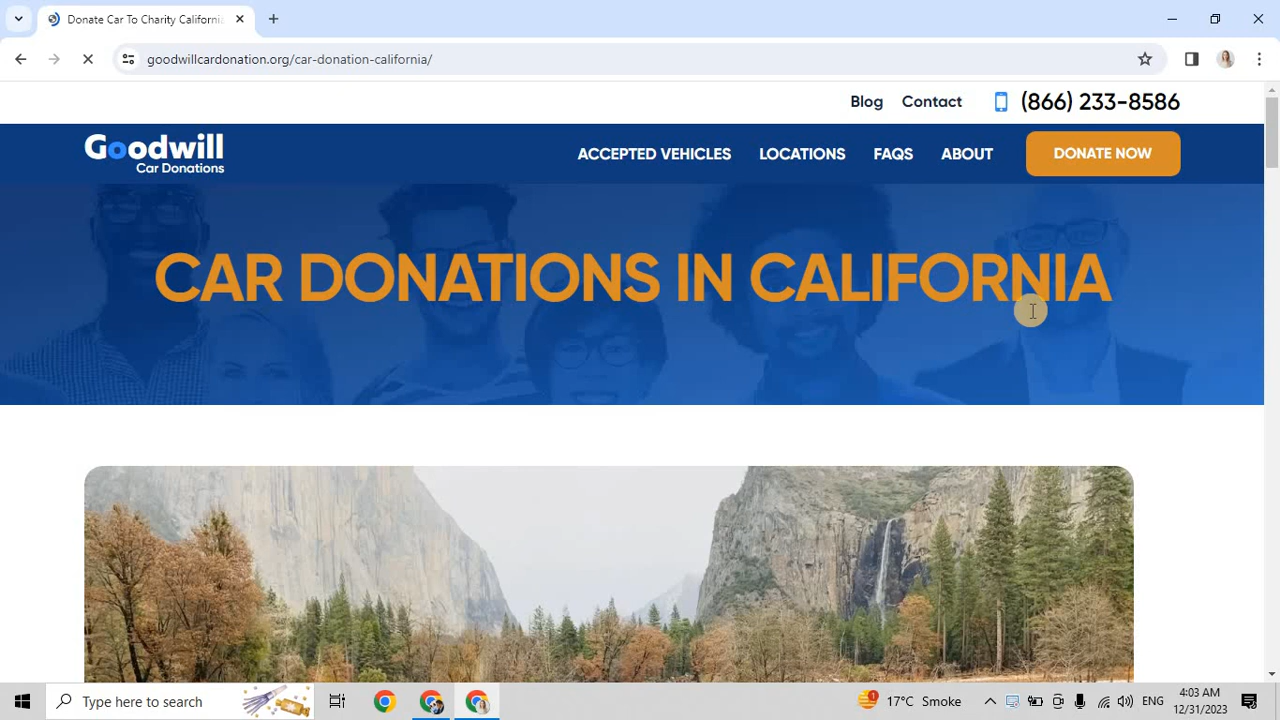 Donate Car To Charity California
goodwillcardonation.org/car-donation-california/
Blog Contact (866) 233-8586
Goodwill
Car Donations
ACCEPTED VEHICLES LOCATIONS FAQS ABOUT DONATE NOW
CAR DONATIONS IN CALIFORNIA
Type here to search
1
17°C Smoke
ENG
4:03 AM
12/31/2023